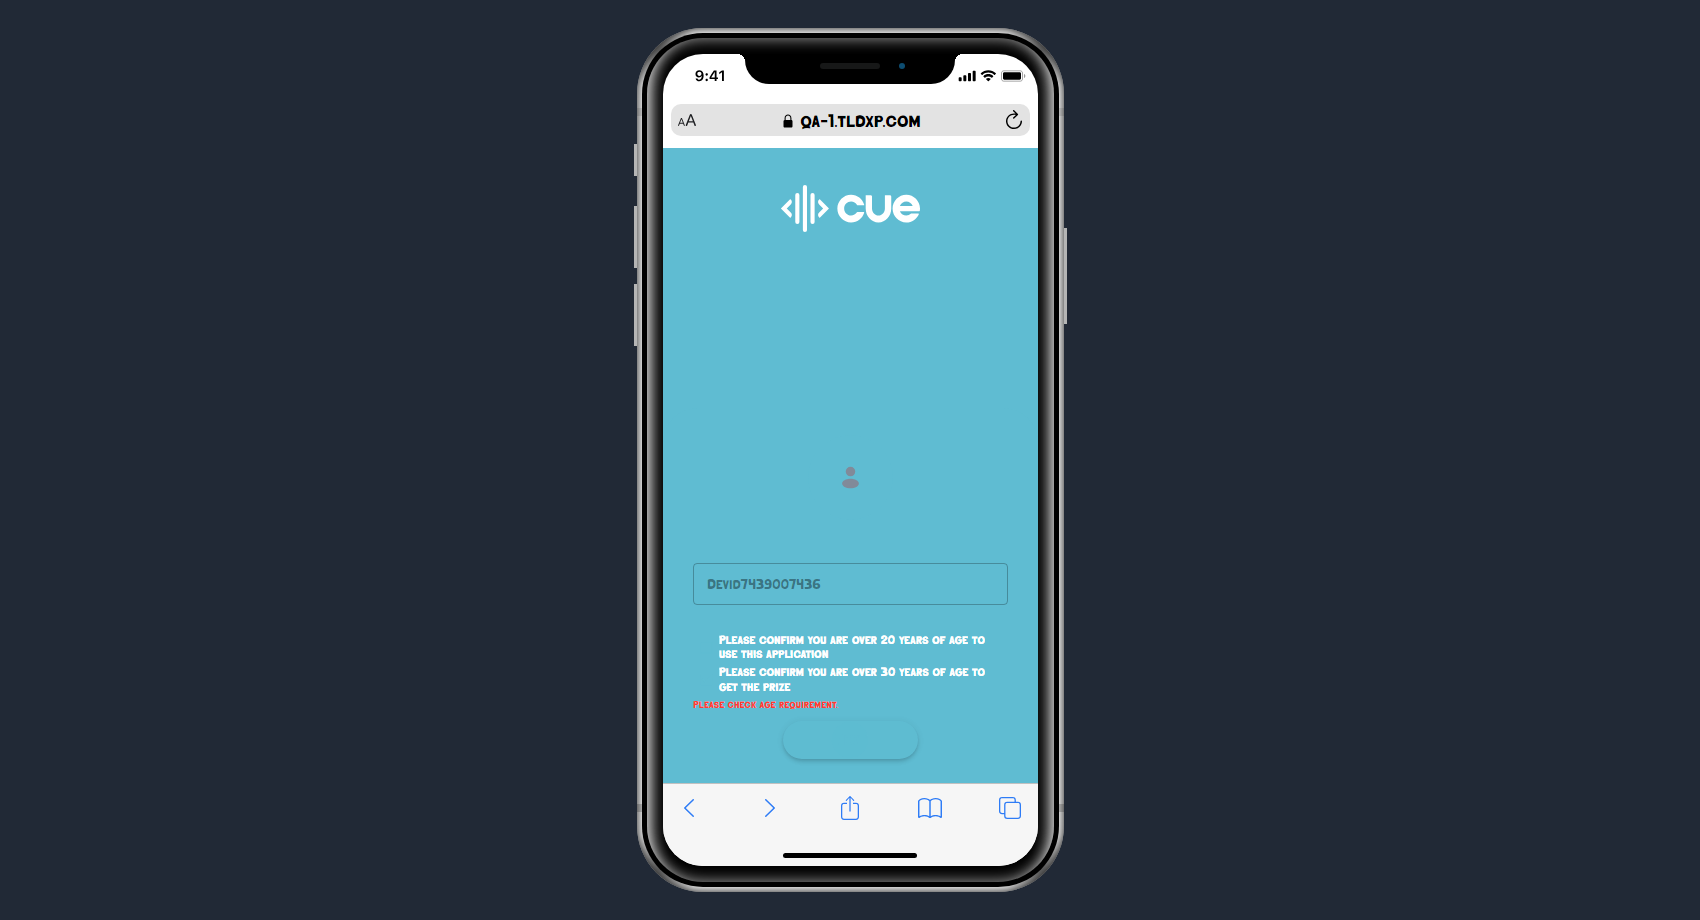 9:41
AA
QA-1.TLDXP.COM
cue
Devid7439007436
Please confirm you are over 20 years of age to
use this application
Please confirm you are over 30 years of age to
get the prize
Please check age requirement